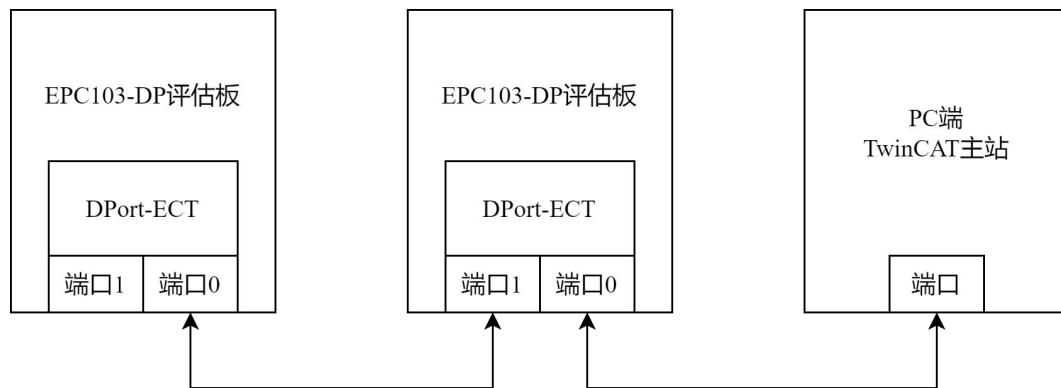 EPC103-DP评估板
DPort-ECT
端口1
端口0
EPC103-DP评估板
DPort-ECT
端口1
端口0
PC端
TwinCAT主站
端口